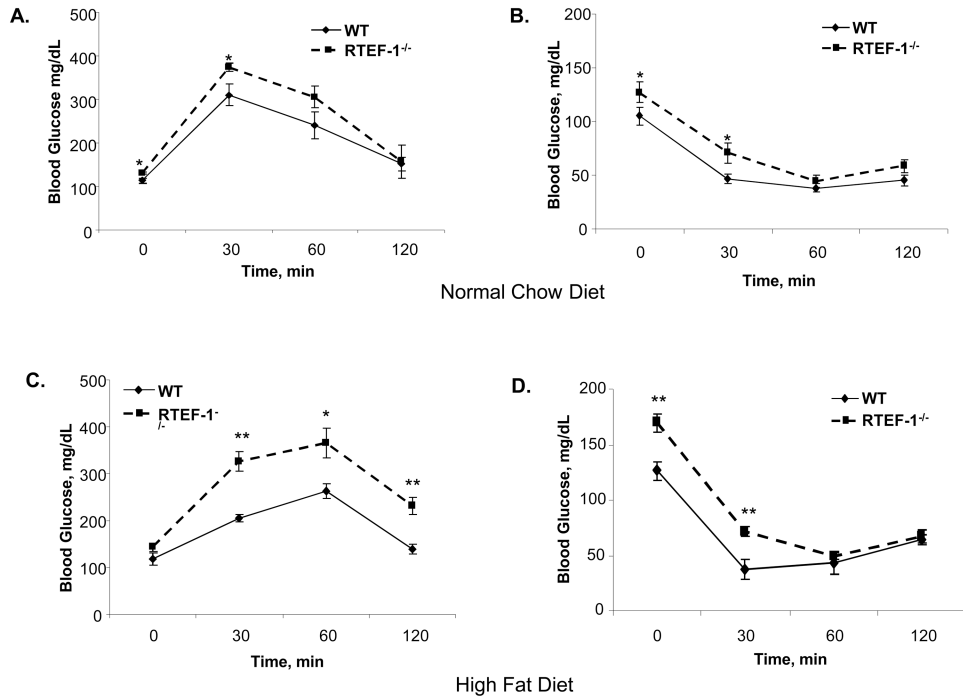 A.
Blood Glucose mg/dL
500
400
300
200
100
0
* * 
WT
RTEF-1-/-
0 30 60 120
Time, min
B.
Blood Glucose, mg/dL
200
150
100
50
0
* *
WT
RTEF-1-/-
0 30 60 120
Time, min
Normal Chow Diet
C.
Blood Glucose, mg/dL
500
400
300
200
100
0
WT
RTEF-1-
/-
** * **
0 30 60 120
Time, min
D.
Blood Glucose, mg/dL
200
150
100
50
0
** **
WT
RTEF-1-/-
0 30 60 120
Time, min
High Fat Diet